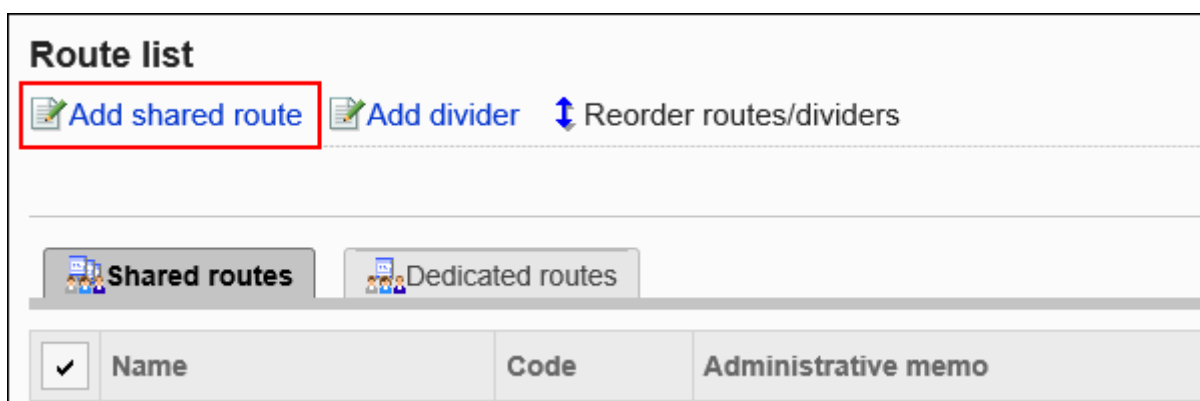 Route list
Add shared route Add divider Reorder routes/dividers
Shared routes Dedicated routes
Name Code Administrative memo